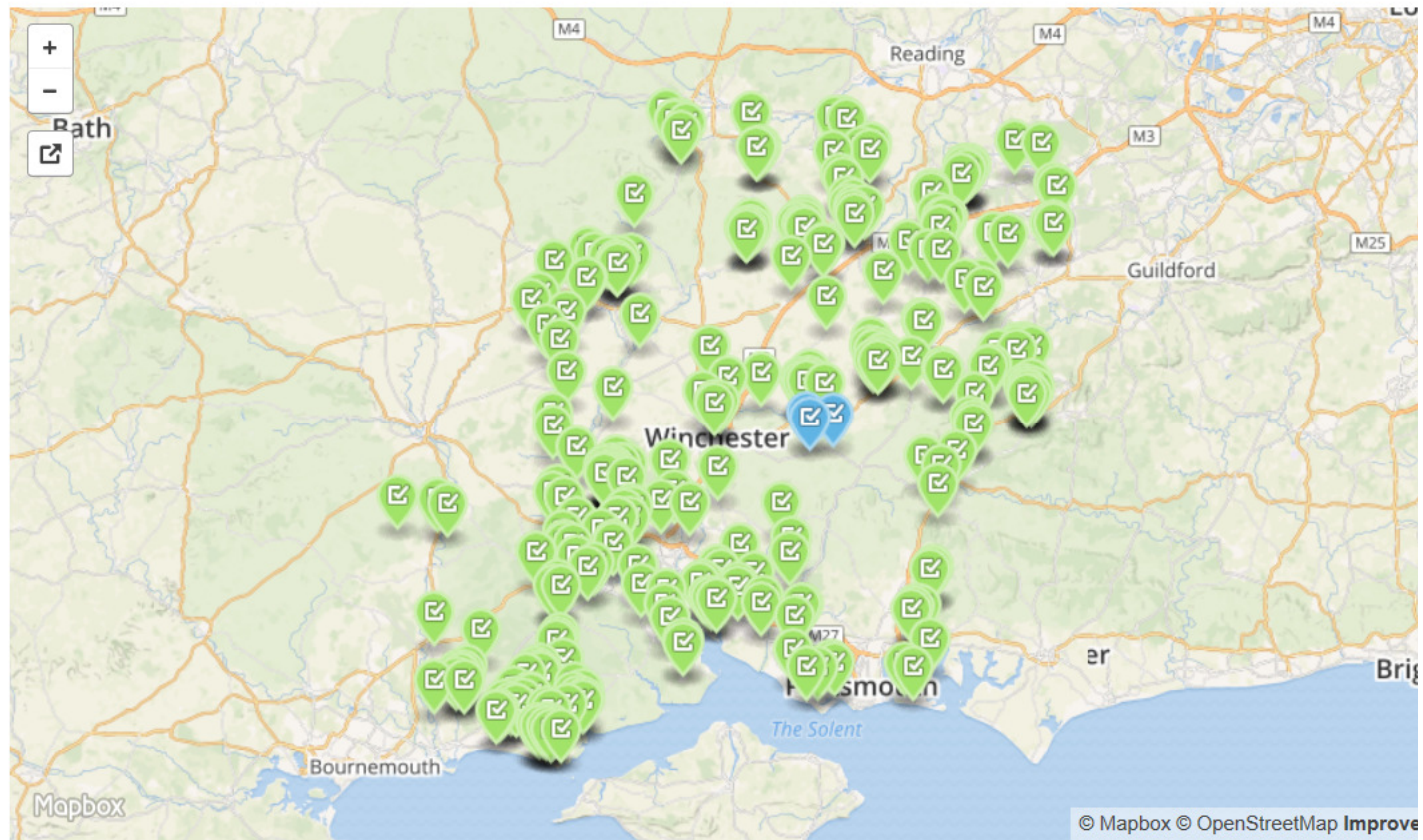 M4
M4
Reading
M4
M4
+
−
Bath
M3
M25
Guildford
Winchester
M27
er
Brig
The Solent
Bournemouth
Mapbox
© Mapbox © OpenStreetMap Improve